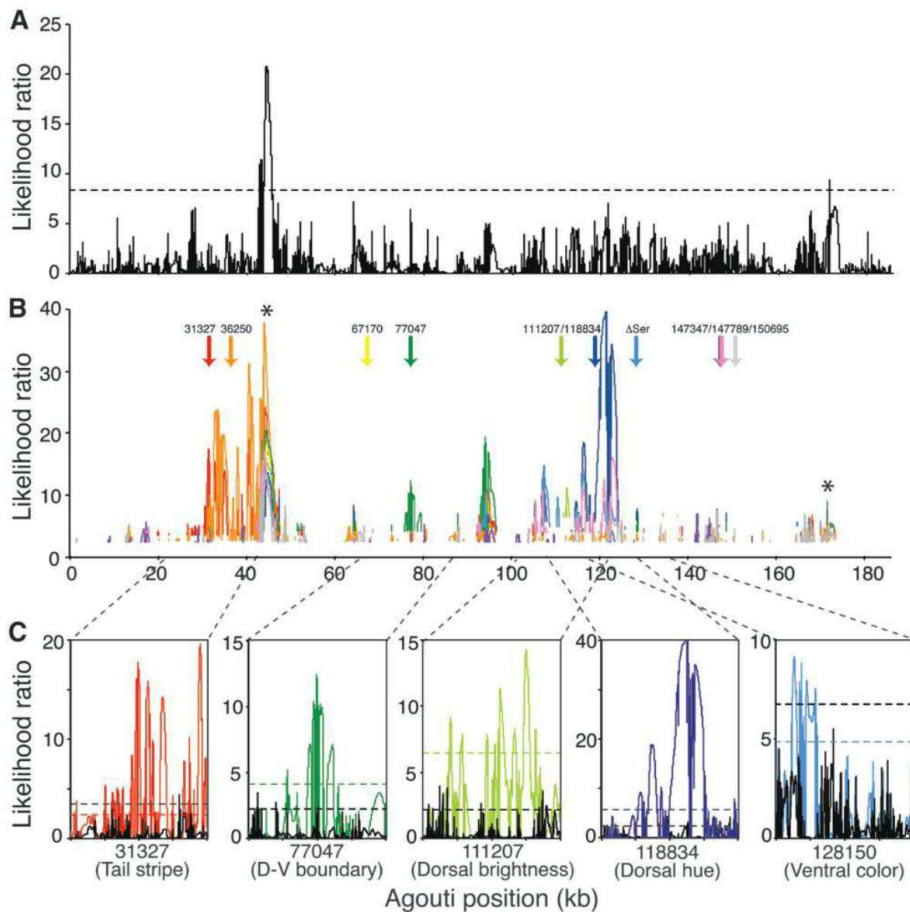 A
Likelihood ratio
25
20
15
10
5
0
B
Likelihood ratio
40
30
20
10
0
31327 36250 * 67170 77047 111207/118834 ΔSer 147347/147789/150695
*
0 20 40 60 80 100 120 140 160 180
C
Likelihood ratio
20 15 15 40 10
15
10 10 10
20 5
5 5 5
0 0 0 0 0
31327 77047 111207 118834 128150
(Tail stripe) (D-V boundary) (Dorsal brightness) (Dorsal hue) (Ventral color)
Agouti position (kb)